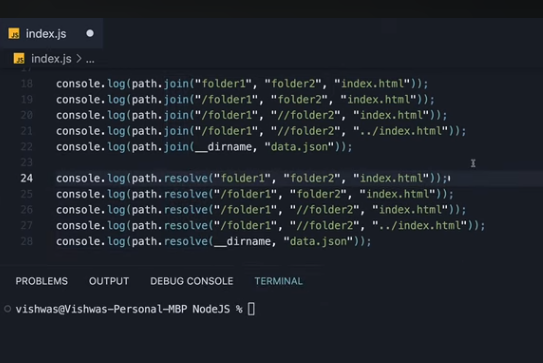 JS index.js
JS index.js > ...
18 console.log(path.join("folder1", "folder2", "index.html"));
19 console.log(path.join("/folder1", "folder2", "index.html"));
20 console.log(path.join("/folder1", "//folder2", "index.html"));
21 console.log(path.join("/folder1", "//folder2", "../index.html"));
22 console.log(path.join(__dirname, "data.json"));
23
24 console.log(path.resolve("folder1", "folder2", "index.html"));
25 console.log(path.resolve("/folder1", "folder2", "index.html"));
26 console.log(path.resolve("/folder1", "//folder2", "index.html"));
27 console.log(path.resolve("/folder1", "//folder2", "../index.html"));
28 console.log(path.resolve(__dirname, "data.json"));
PROBLEMS OUTPUT DEBUG CONSOLE TERMINAL
vishwas@Vishwas-Personal-MBP NodeJS %